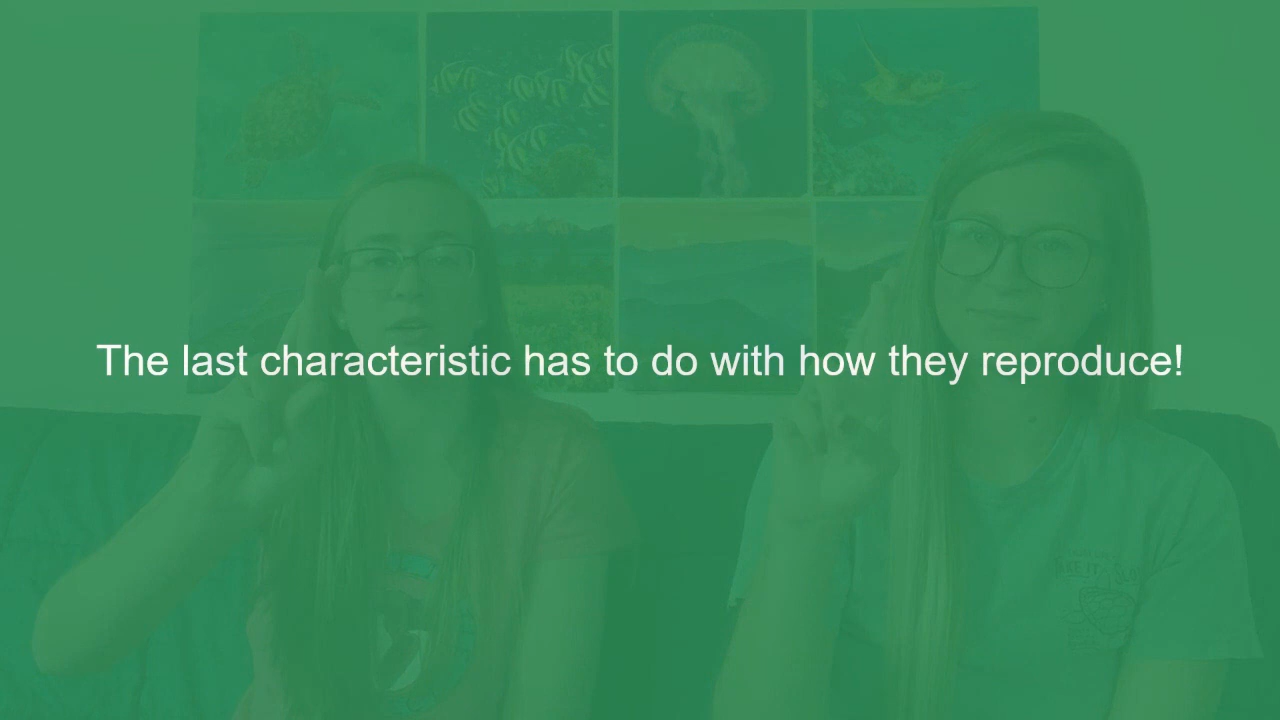 The last characteristic has to do with how they reproduce!